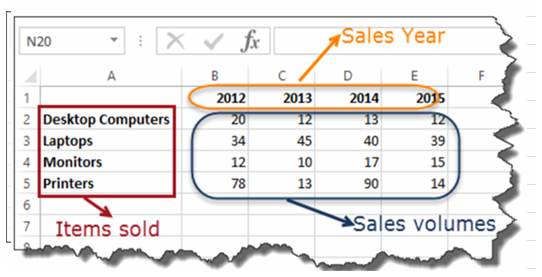 N20 fx Sales Year
A B C D E F
1 2012 2013 2014 2015
2 Desktop Computers 20 12 13 12
3 Laptops 34 45 40 39
4 Monitors 12 10 17 15
5 Printers 78 13 90 14
6
7 Items sold Sales volumes
8